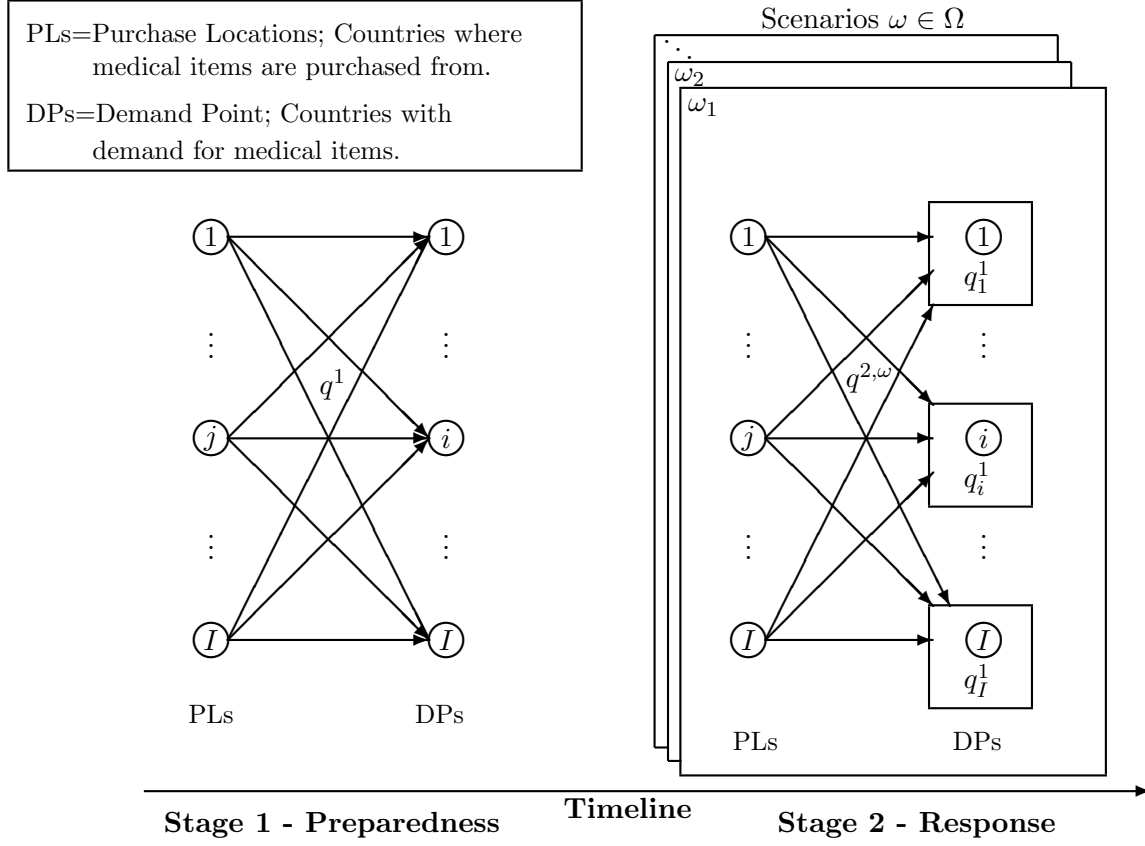 PLs=Purchase Locations; Countries where
medical items are purchased from.
DPs=Demand Point; Countries with
demand for medical items.
Scenarios ω ∈ Ω
⋱
ω₂
ω₁
1
1
⋮
⋮
q¹
j
i
⋮
⋮
I
I
PLs
DPs
1
1
q₁¹
⋮
⋮
q²,ω
j
i
qᵢ¹
⋮
⋮
I
I
q_I¹
PLs
DPs
Timeline
Stage 1 - Preparedness
Stage 2 - Response